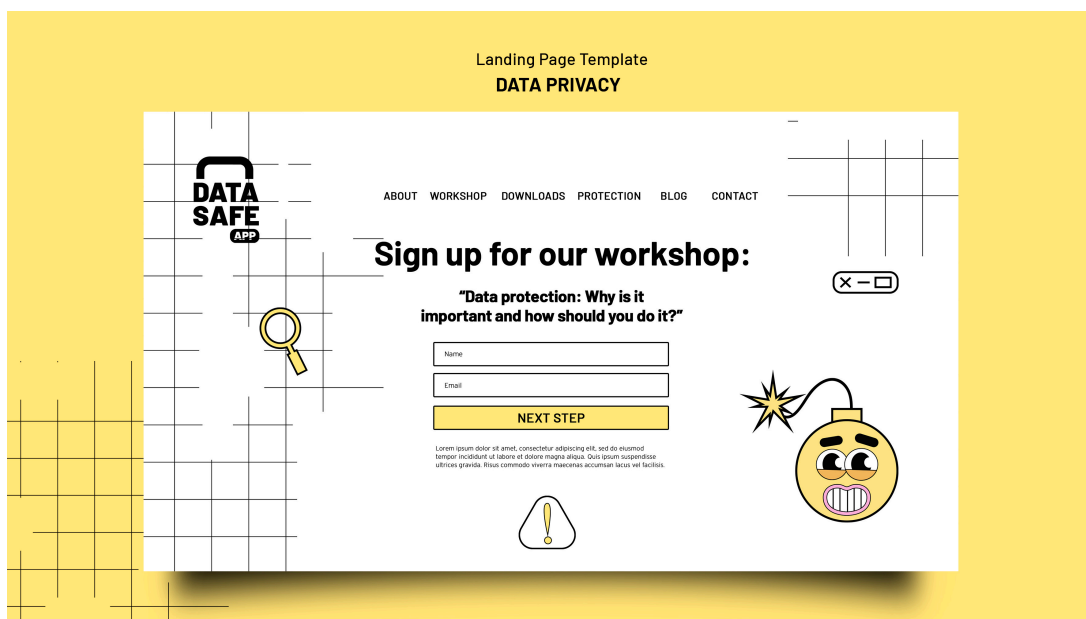 Landing Page Template
DATA PRIVACY
DATA
SAFE
APP
ABOUT WORKSHOP DOWNLOADS PROTECTION BLOG CONTACT
Sign up for our workshop:
“Data protection: Why is it
important and how should you do it?”
Name
Email
NEXT STEP
Lorem ipsum dolor sit amet, consectetur adipiscing elit, sed do eiusmod
tempor incididunt ut labore et dolore magna aliqua. Quis ipsum suspendisse
ultrices gravida. Risus commodo viverra maecenas accumsan lacus vel facilisis.